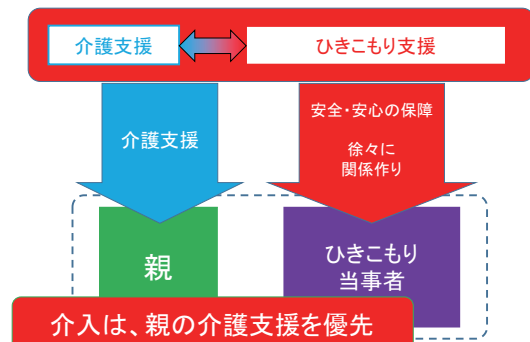 介護支援
ひきこもり支援
介護支援
安全・安心の保障
徐々に
関係作り
親
ひきこもり
当事者
介入は、親の介護支援を優先